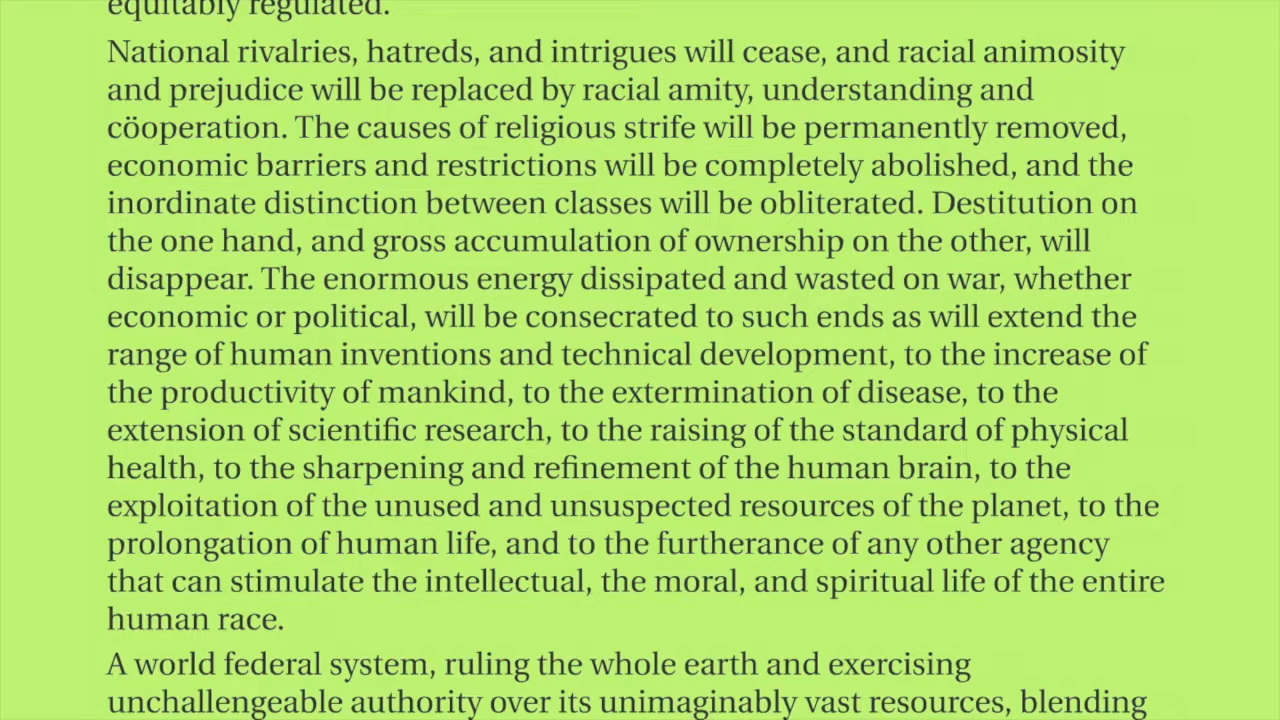 equitably regulated.
National rivalries, hatreds, and intrigues will cease, and racial animosity
and prejudice will be replaced by racial amity, understanding and
cöoperation. The causes of religious strife will be permanently removed,
economic barriers and restrictions will be completely abolished, and the
inordinate distinction between classes will be obliterated. Destitution on
the one hand, and gross accumulation of ownership on the other, will
disappear. The enormous energy dissipated and wasted on war, whether
economic or political, will be consecrated to such ends as will extend the
range of human inventions and technical development, to the increase of
the productivity of mankind, to the extermination of disease, to the
extension of scientific research, to the raising of the standard of physical
health, to the sharpening and refinement of the human brain, to the
exploitation of the unused and unsuspected resources of the planet, to the
prolongation of human life, and to the furtherance of any other agency
that can stimulate the intellectual, the moral, and spiritual life of the entire
human race.
A world federal system, ruling the whole earth and exercising
unchallengeable authority over its unimaginably vast resources, blending